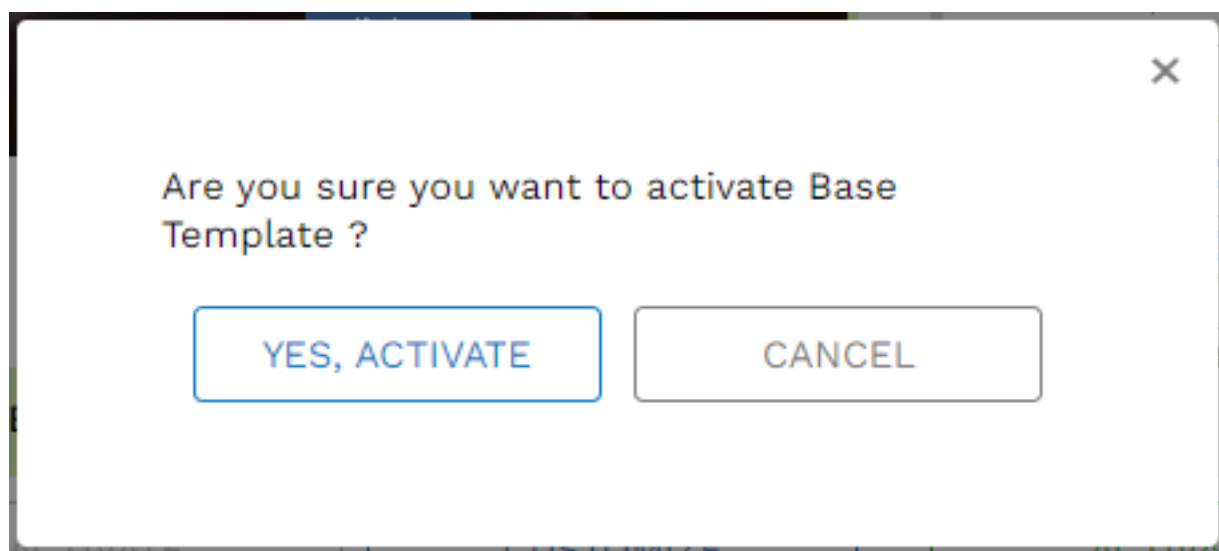 Are you sure you want to activate Base
Template ?
YES, ACTIVATE
CANCEL